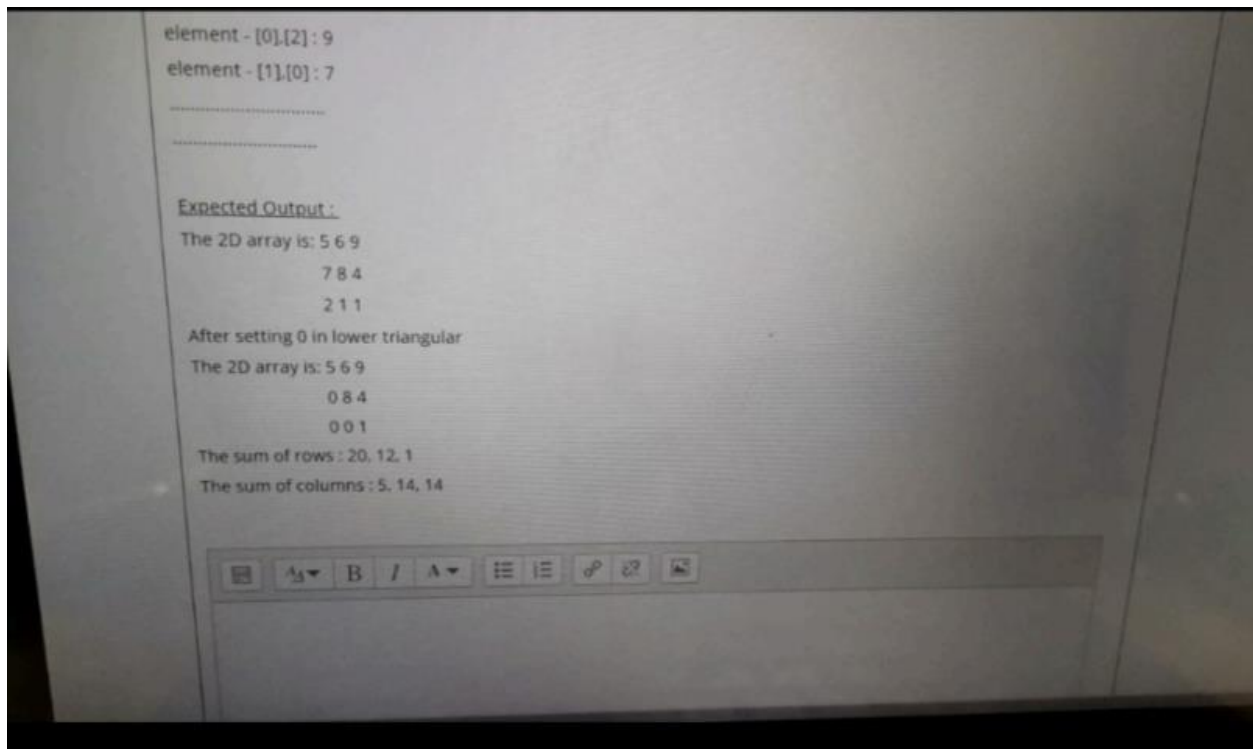 element - [0],[2] : 9
element - [1],[0] : 7
................................
..............................
Expected Output :
The 2D array is: 5 6 9
7 8 4
2 1 1
After setting 0 in lower triangular
The 2D array is: 5 6 9
0 8 4
0 0 1
The sum of rows : 20, 12, 1
The sum of columns : 5, 14, 14
B I A